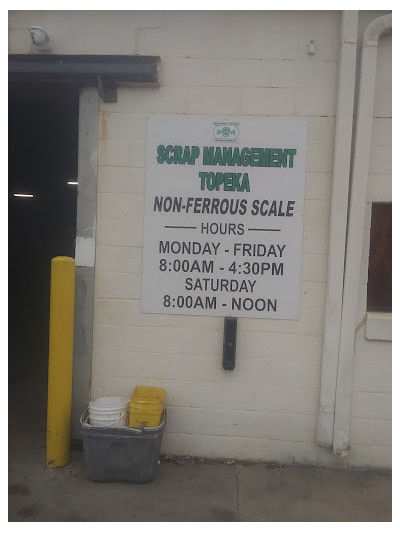 SCRAP MANAGEMENT
TOPEKA
NON-FERROUS SCALE
HOURS
MONDAY - FRIDAY
8:00AM - 4:30PM
SATURDAY
8:00AM - NOON